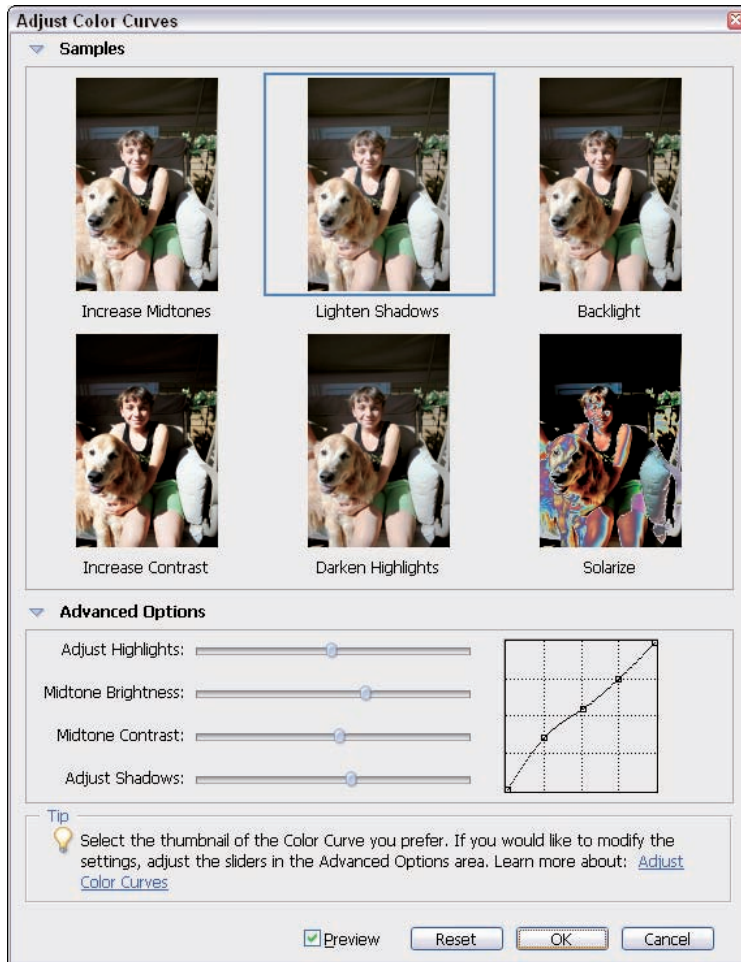 Adjust Color Curves
Samples
Increase Midtones
Lighten Shadows
Backlight
Increase Contrast
Darken Highlights
Solarize
Advanced Options
Adjust Highlights:
Midtone Brightness:
Midtone Contrast:
Adjust Shadows:
Tip
Select the thumbnail of the Color Curve you prefer. If you would like to modify the
settings, adjust the sliders in the Advanced Options area. Learn more about: Adjust
Color Curves
Preview
Reset
OK
Cancel